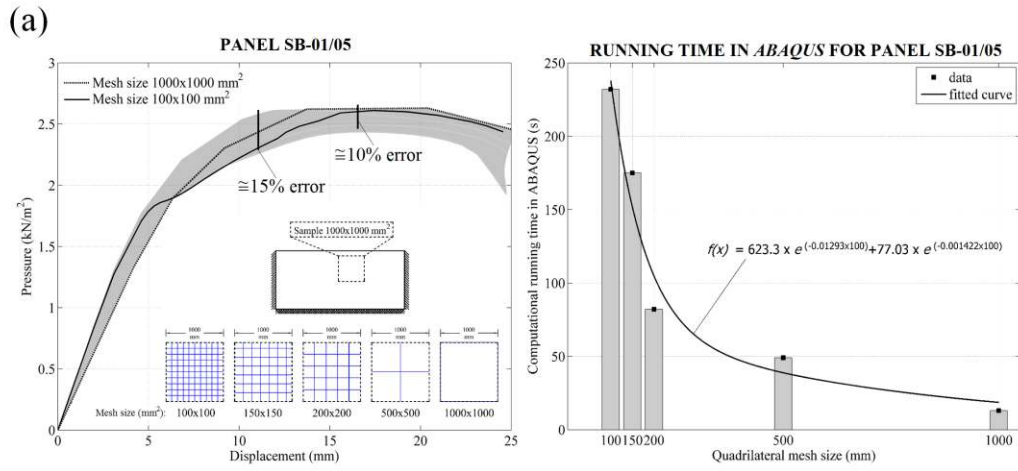 (a)
PANEL SB-01/05
Mesh size 1000x1000 mm²
Mesh size 100x100 mm²
≅10% error
≅15% error
Sample 1000x1000 mm²
1000 mm
1000 mm
1000 mm
1000 mm
1000 mm
Mesh size (mm²): 100x100 150x150 200x200 500x500 1000x1000
3
2.5
2
1.5
1
0.5
0
Pressure (kN/m²)
0 5 10 15 20 25
Displacement (mm)
RUNNING TIME IN ABAQUS FOR PANEL SB-01/05
data
fitted curve
f(x) = 623.3 x e(-0.01293x100)+77.03 x e(-0.001422x100)
250
200
150
100
50
0
Computational running time in ABAQUS (s)
100 150 200 500 1000
Quadrilateral mesh size (mm)